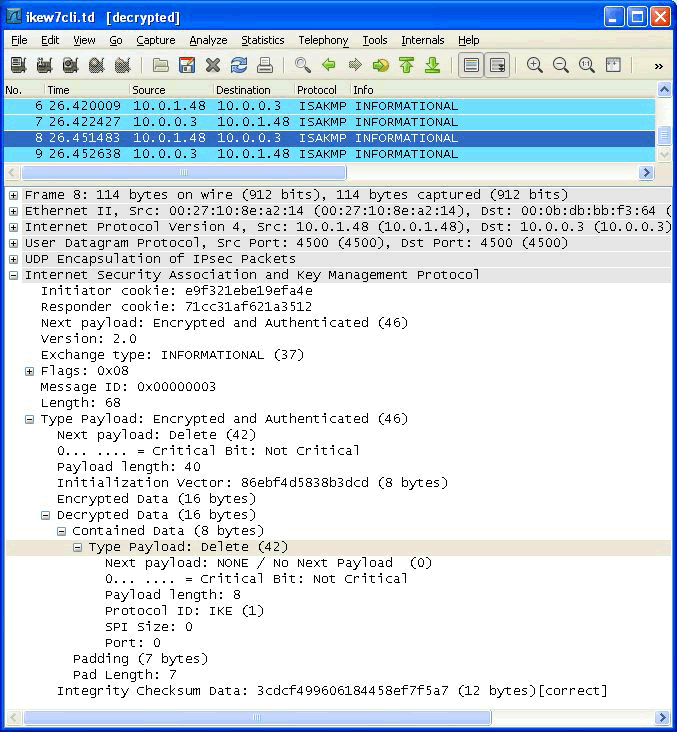 ikew7cli.td [decrypted]
File Edit View Go Capture Analyze Statistics Telephony Tools Internals Help
No. Time Source Destination Protocol Info
6 26.420009 10.0.1.48 10.0.0.3 ISAKMP INFORMATIONAL
7 26.422427 10.0.0.3 10.0.1.48 ISAKMP INFORMATIONAL
8 26.451483 10.0.1.48 10.0.0.3 ISAKMP INFORMATIONAL
9 26.452638 10.0.0.3 10.0.1.48 ISAKMP INFORMATIONAL
Frame 8: 114 bytes on wire (912 bits), 114 bytes captured (912 bits)
Ethernet II, Src: 00:27:10:8e:a2:14 (00:27:10:8e:a2:14), Dst: 00:0b:db:bb:f3:64 (
Internet Protocol Version 4, Src: 10.0.1.48 (10.0.1.48), Dst: 10.0.0.3 (10.0.0.3)
User Datagram Protocol, Src Port: 4500 (4500), Dst Port: 4500 (4500)
UDP Encapsulation of IPsec Packets
Internet Security Association and Key Management Protocol
Initiator cookie: e9f321ebe19efa4e
Responder cookie: 71cc31af621a3512
Next payload: Encrypted and Authenticated (46)
Version: 2.0
Exchange type: INFORMATIONAL (37)
Flags: 0x08
Message ID: 0x00000003
Length: 68
Type Payload: Encrypted and Authenticated (46)
Next payload: Delete (42)
0... .... = Critical Bit: Not Critical
Payload length: 40
Initialization Vector: 86ebf4d5838b3dcd (8 bytes)
Encrypted Data (16 bytes)
Decrypted Data (16 bytes)
Contained Data (8 bytes)
Type Payload: Delete (42)
Next payload: NONE / No Next Payload (0)
0... .... = Critical Bit: Not Critical
Payload length: 8
Protocol ID: IKE (1)
SPI Size: 0
Port: 0
Padding (7 bytes)
Pad Length: 7
Integrity Checksum Data: 3cdcf499606184458ef7f5a7 (12 bytes)[correct]